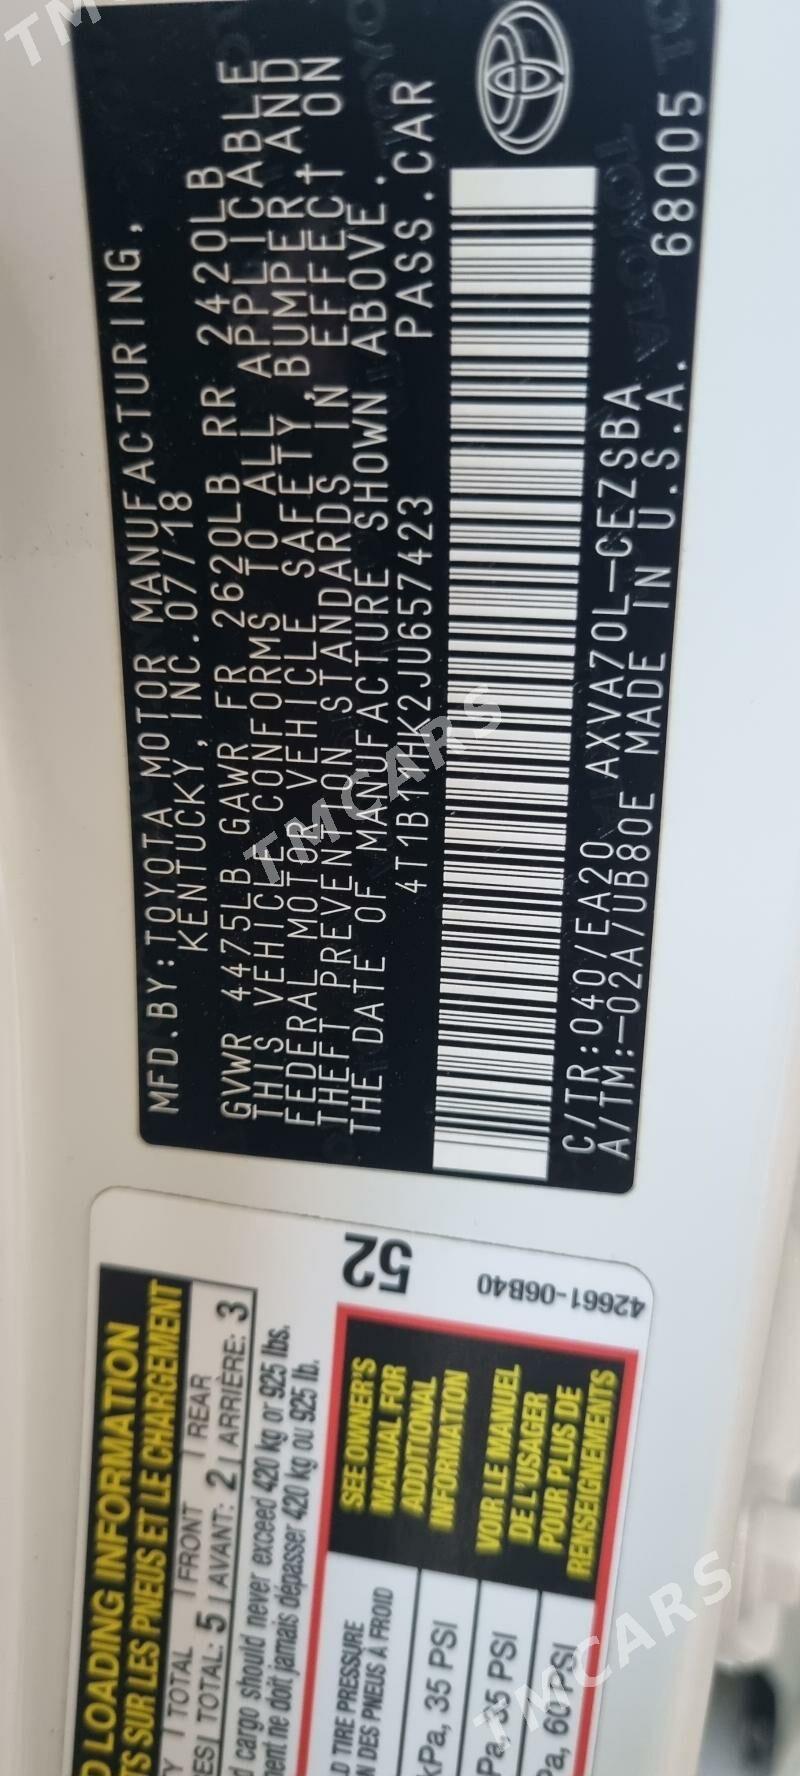 MFD.BY:TOYOTA MOTOR MANUFACTURING,
KENTUCKY, INC. 07/18
GVWR 4475LB GAWR FR 2620LB RR 2420LB
THIS VEHICLE CONFORMS TO ALL APPLICABLE
FEDERAL MOTOR VEHICLE SAFETY, BUMPER AND
THEFT PREVENTION STANDARDS IN EFFECT ON
THE DATE OF MANUFACTURE SHOWN ABOVE.
4T1B11HK2JU657423 PASS.CAR
C/TR:040/EA20 AXVA70L-CEZSBA 68005
A/TM:-02A/UB80E MADE IN U.S.A.
LOADING INFORMATION
SUR LES PNEUS ET LE CHARGEMENT
TOTAL FRONT REAR
TOTAL: 5 AVANT: 2 ARRIÈRE: 3
cargo should never exceed 420 kg or 925 lbs.
ne doit jamais dépasser 420 kg ou 925 lb.
TIRE PRESSURE
DES PNEUS À FROID
35 PSI
35 PSI
60 PSI
SEE OWNER'S
MANUAL FOR
ADDITIONAL
INFORMATION
VOIR LE MANUEL
DE L'USAGER
POUR PLUS DE
RENSEIGNEMENTS
52
42661-06B40
TMCARS
TMCARS